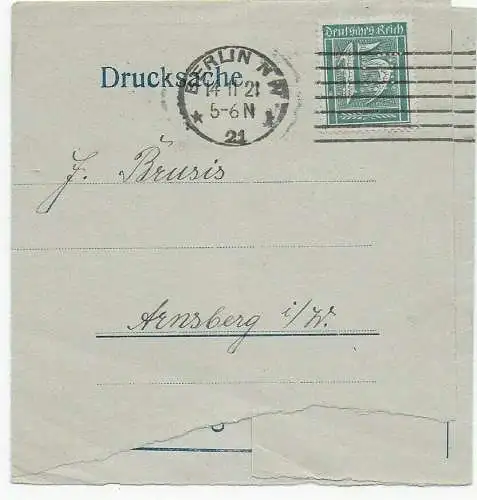 Deutsches Reich
15
BERLIN N.W.
Drucksache
14 11 21
5-6 N
* 21 *
J. Brusis
Arnsberg i/W.